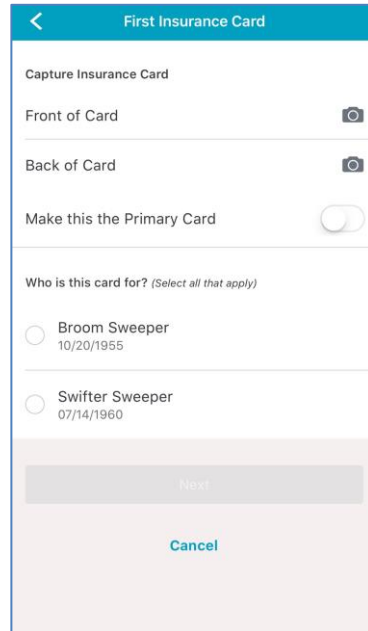 First Insurance Card
Capture Insurance Card
Front of Card
Back of Card
Make this the Primary Card
Who is this card for? (Select all that apply)
Broom Sweeper
10/20/1955
Swifter Sweeper
07/14/1960
Next
Cancel